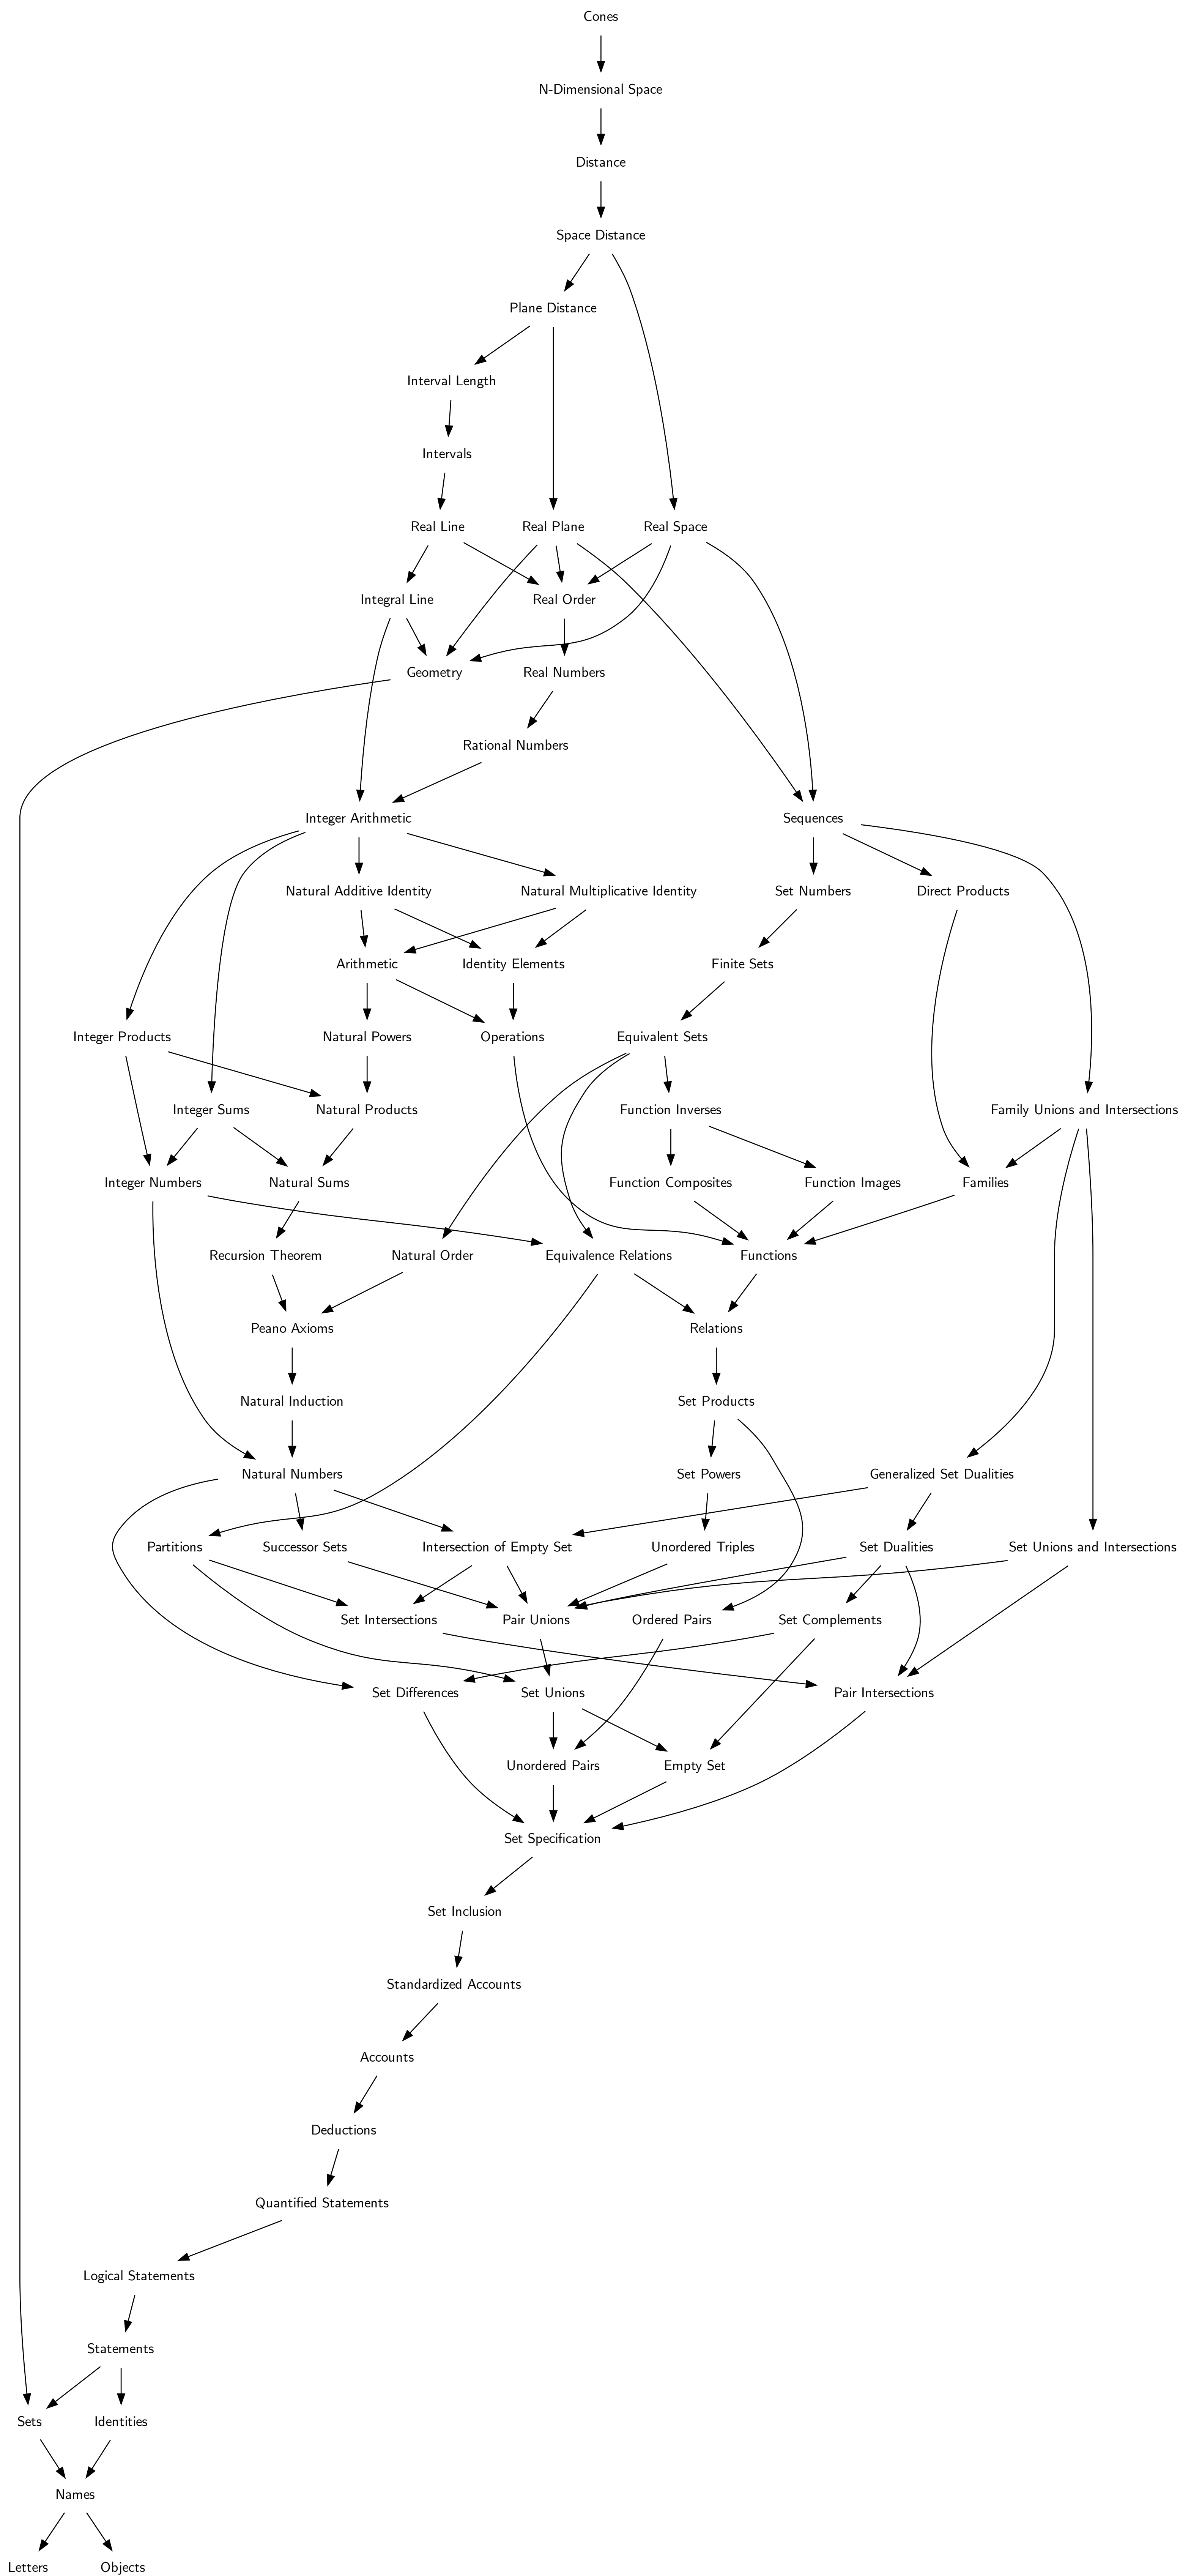 Cones
N-Dimensional Space
Distance
Space Distance
Plane Distance
Interval Length
Intervals
Real Line Real Plane Real Space
Integral Line Real Order
Geometry Real Numbers
Rational Numbers
Integer Arithmetic Sequences
Natural Additive Identity Natural Multiplicative Identity Set Numbers Direct Products
Arithmetic Identity Elements Finite Sets
Integer Products Natural Powers Operations Equivalent Sets
Integer Sums Natural Products Function Inverses Family Unions and Intersections
Integer Numbers Natural Sums Function Composites Function Images Families
Recursion Theorem Natural Order Equivalence Relations Functions
Peano Axioms Relations
Natural Induction Set Products
Natural Numbers Set Powers Generalized Set Dualities
Partitions Successor Sets Intersection of Empty Set Unordered Triples Set Dualities Set Unions and Intersections
Set Intersections Pair Unions Ordered Pairs Set Complements
Set Differences Set Unions Pair Intersections
Unordered Pairs Empty Set
Set Specification
Set Inclusion
Standardized Accounts
Accounts
Deductions
Quantified Statements
Logical Statements
Statements
Sets Identities
Names
Letters Objects